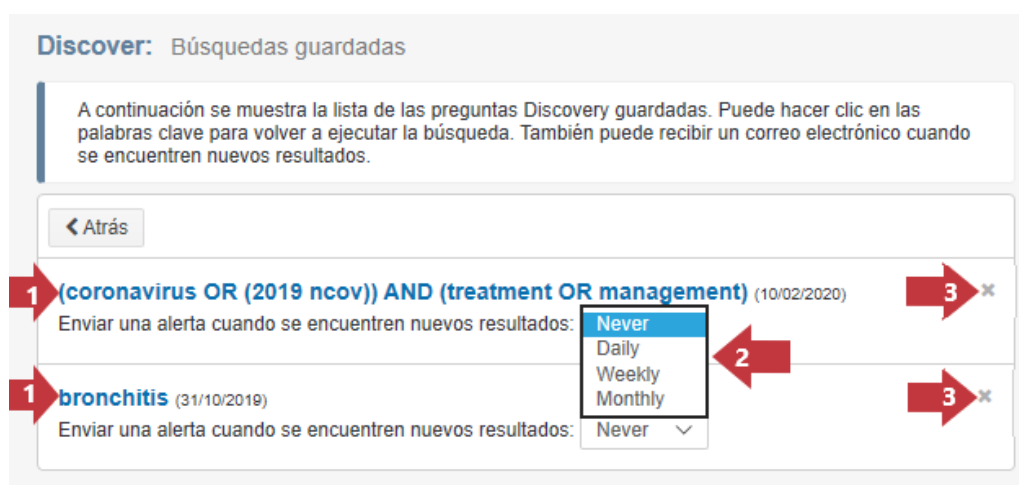 Discover: Búsquedas guardadas
A continuación se muestra la lista de las preguntas Discovery guardadas. Puede hacer clic en las
palabras clave para volver a ejecutar la búsqueda. También puede recibir un correo electrónico cuando
se encuentren nuevos resultados.
Atrás
1 (coronavirus OR (2019 ncov)) AND (treatment OR management) (10/02/2020) 3
Enviar una alerta cuando se encuentren nuevos resultados: Never
Daily
2
Weekly
Monthly
1 bronchitis (31/10/2019) 3
Enviar una alerta cuando se encuentren nuevos resultados: Never